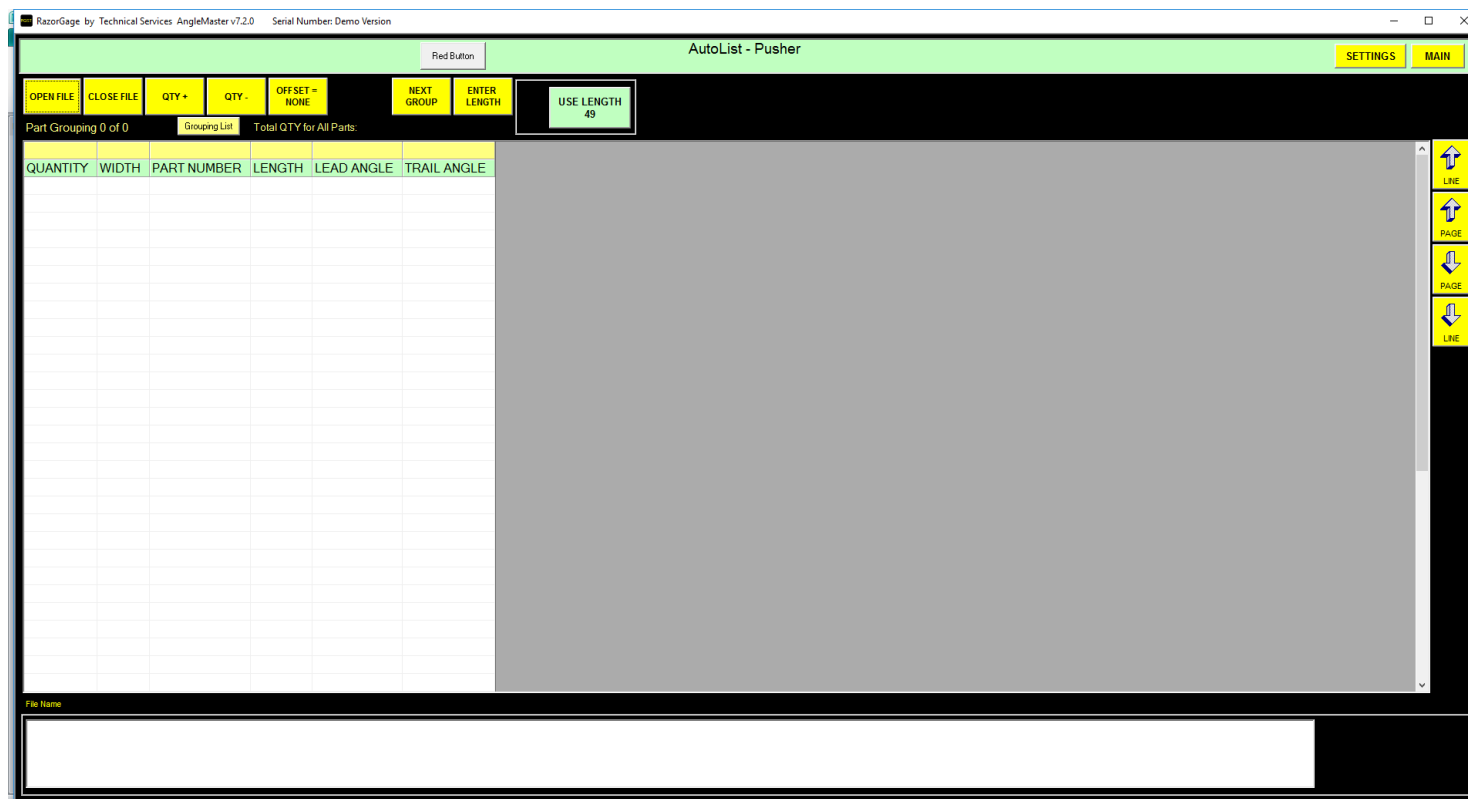 RazorGage by Technical Services AngleMaster v7.2.0 Serial Number: Demo Version
Red Button
AutoList - Pusher
SETTINGS
MAIN
OPEN FILE
CLOSE FILE
QTY +
QTY -
OFFSET =
NONE
NEXT
GROUP
ENTER
LENGTH
USE LENGTH
49
Part Grouping 0 of 0
Grouping List
Total QTY for All Parts:
QUANTITY WIDTH PART NUMBER LENGTH LEAD ANGLE TRAIL ANGLE
LINE
PAGE
PAGE
LINE
File Name